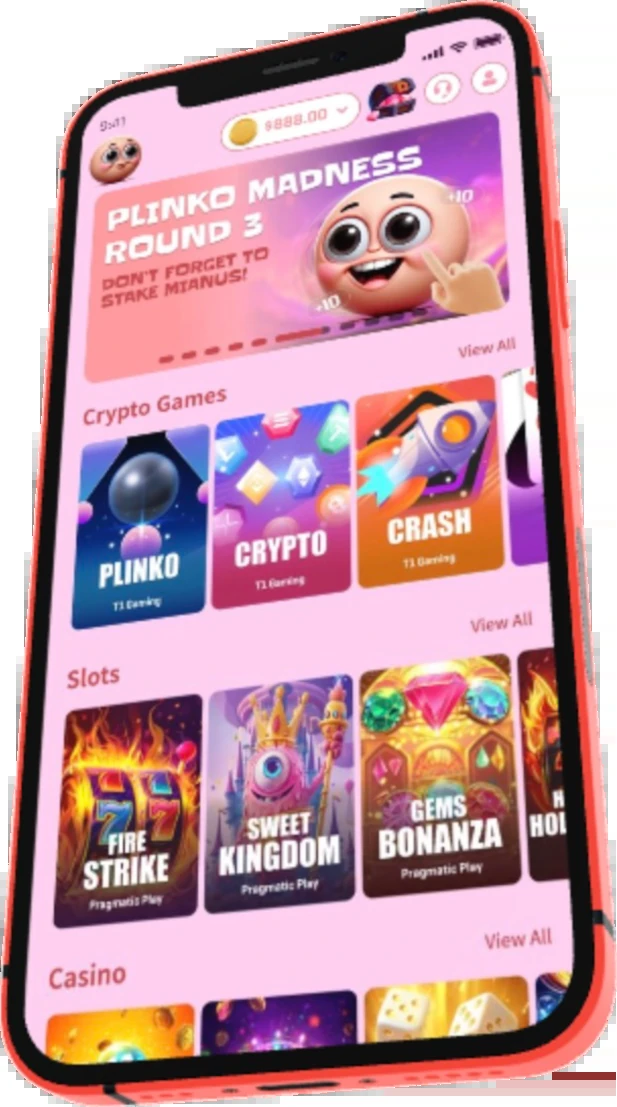 9:41
$888.00
PLINKO MADNESS
ROUND 3
DON'T FORGET TO
STAKE MIANUS!
+10
+10
View All
Crypto Games
PLINKO
T1 Gaming
CRYPTO
T1 Gaming
CRASH
T1 Gaming
View All
Slots
FIRE
STRIKE
Pragmatic Play
SWEET
KINGDOM
Pragmatic Play
GEMS
BONANZA
Pragmatic Play
H
HOL
View All
Casino